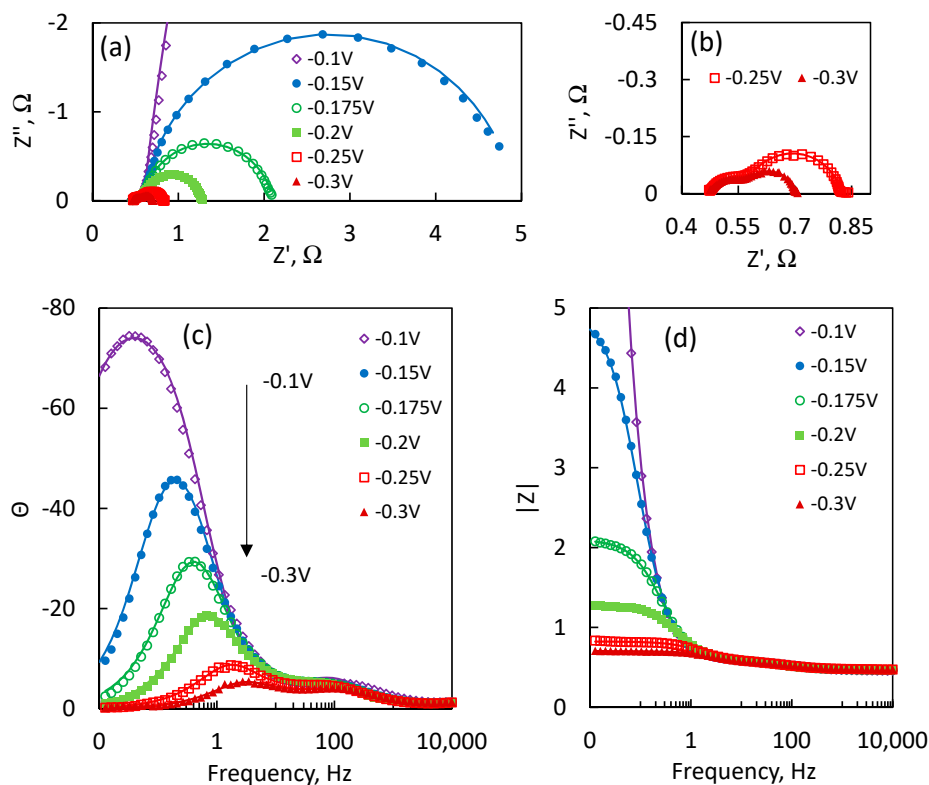 (a)
-2
-1
0
Z'', Ω
0 1 2 3 4 5
Z', Ω
-0.1V
-0.15V
-0.175V
-0.2V
-0.25V
-0.3V
(b)
-0.45
-0.3
-0.15
0
Z'', Ω
0.4 0.55 0.7 0.85
Z', Ω
-0.25V -0.3V
(c)
-80
-60
-40
-20
0
Θ
0 1 100 10,000
Frequency, Hz
-0.1V
-0.3V
-0.1V
-0.15V
-0.175V
-0.2V
-0.25V
-0.3V
(d)
5
4
3
2
1
0
|Z|
0 1 100 10,000
Frequency, Hz
-0.1V
-0.15V
-0.175V
-0.2V
-0.25V
-0.3V